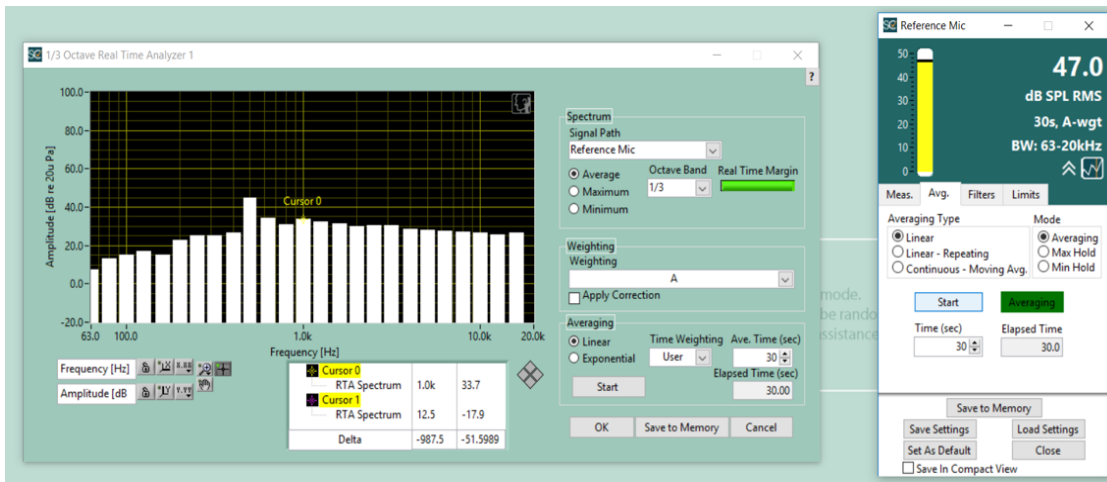 SC 1/3 Octave Real Time Analyzer 1
?
100.0
80.0
60.0
40.0
20.0
0.0
-20.0
Amplitude [dB re 20u Pa]
Cursor 0
63.0 100.0 1.0k 10.0k 20.0k
Frequency [Hz]
Frequency [Hz]
Amplitude [dB
Cursor 0
RTA Spectrum 1.0k 33.7
Cursor 1
RTA Spectrum 12.5 -17.9
Delta -987.5 -51.5989
Spectrum
Signal Path
Reference Mic
Average
Maximum
Minimum
Octave Band
1/3
Real Time Margin
Weighting
Weighting
A
Apply Correction
Averaging
Linear
Exponential
Time Weighting
User
Ave. Time (sec)
30
Start
Elapsed Time (sec)
30.00
OK Save to Memory Cancel
mode.
be rando
ssistance
SC Reference Mic
50
40
30
20
10
0
47.0
dB SPL RMS
30s, A-wgt
BW: 63-20kHz
Meas. Avg. Filters Limits
Averaging Type
Linear
Linear - Repeating
Continuous - Moving Avg.
Mode
Averaging
Max Hold
Min Hold
Start Averaging
Time (sec)
30
Elapsed Time
30.0
Save to Memory
Save Settings Load Settings
Set As Default Close
Save In Compact View